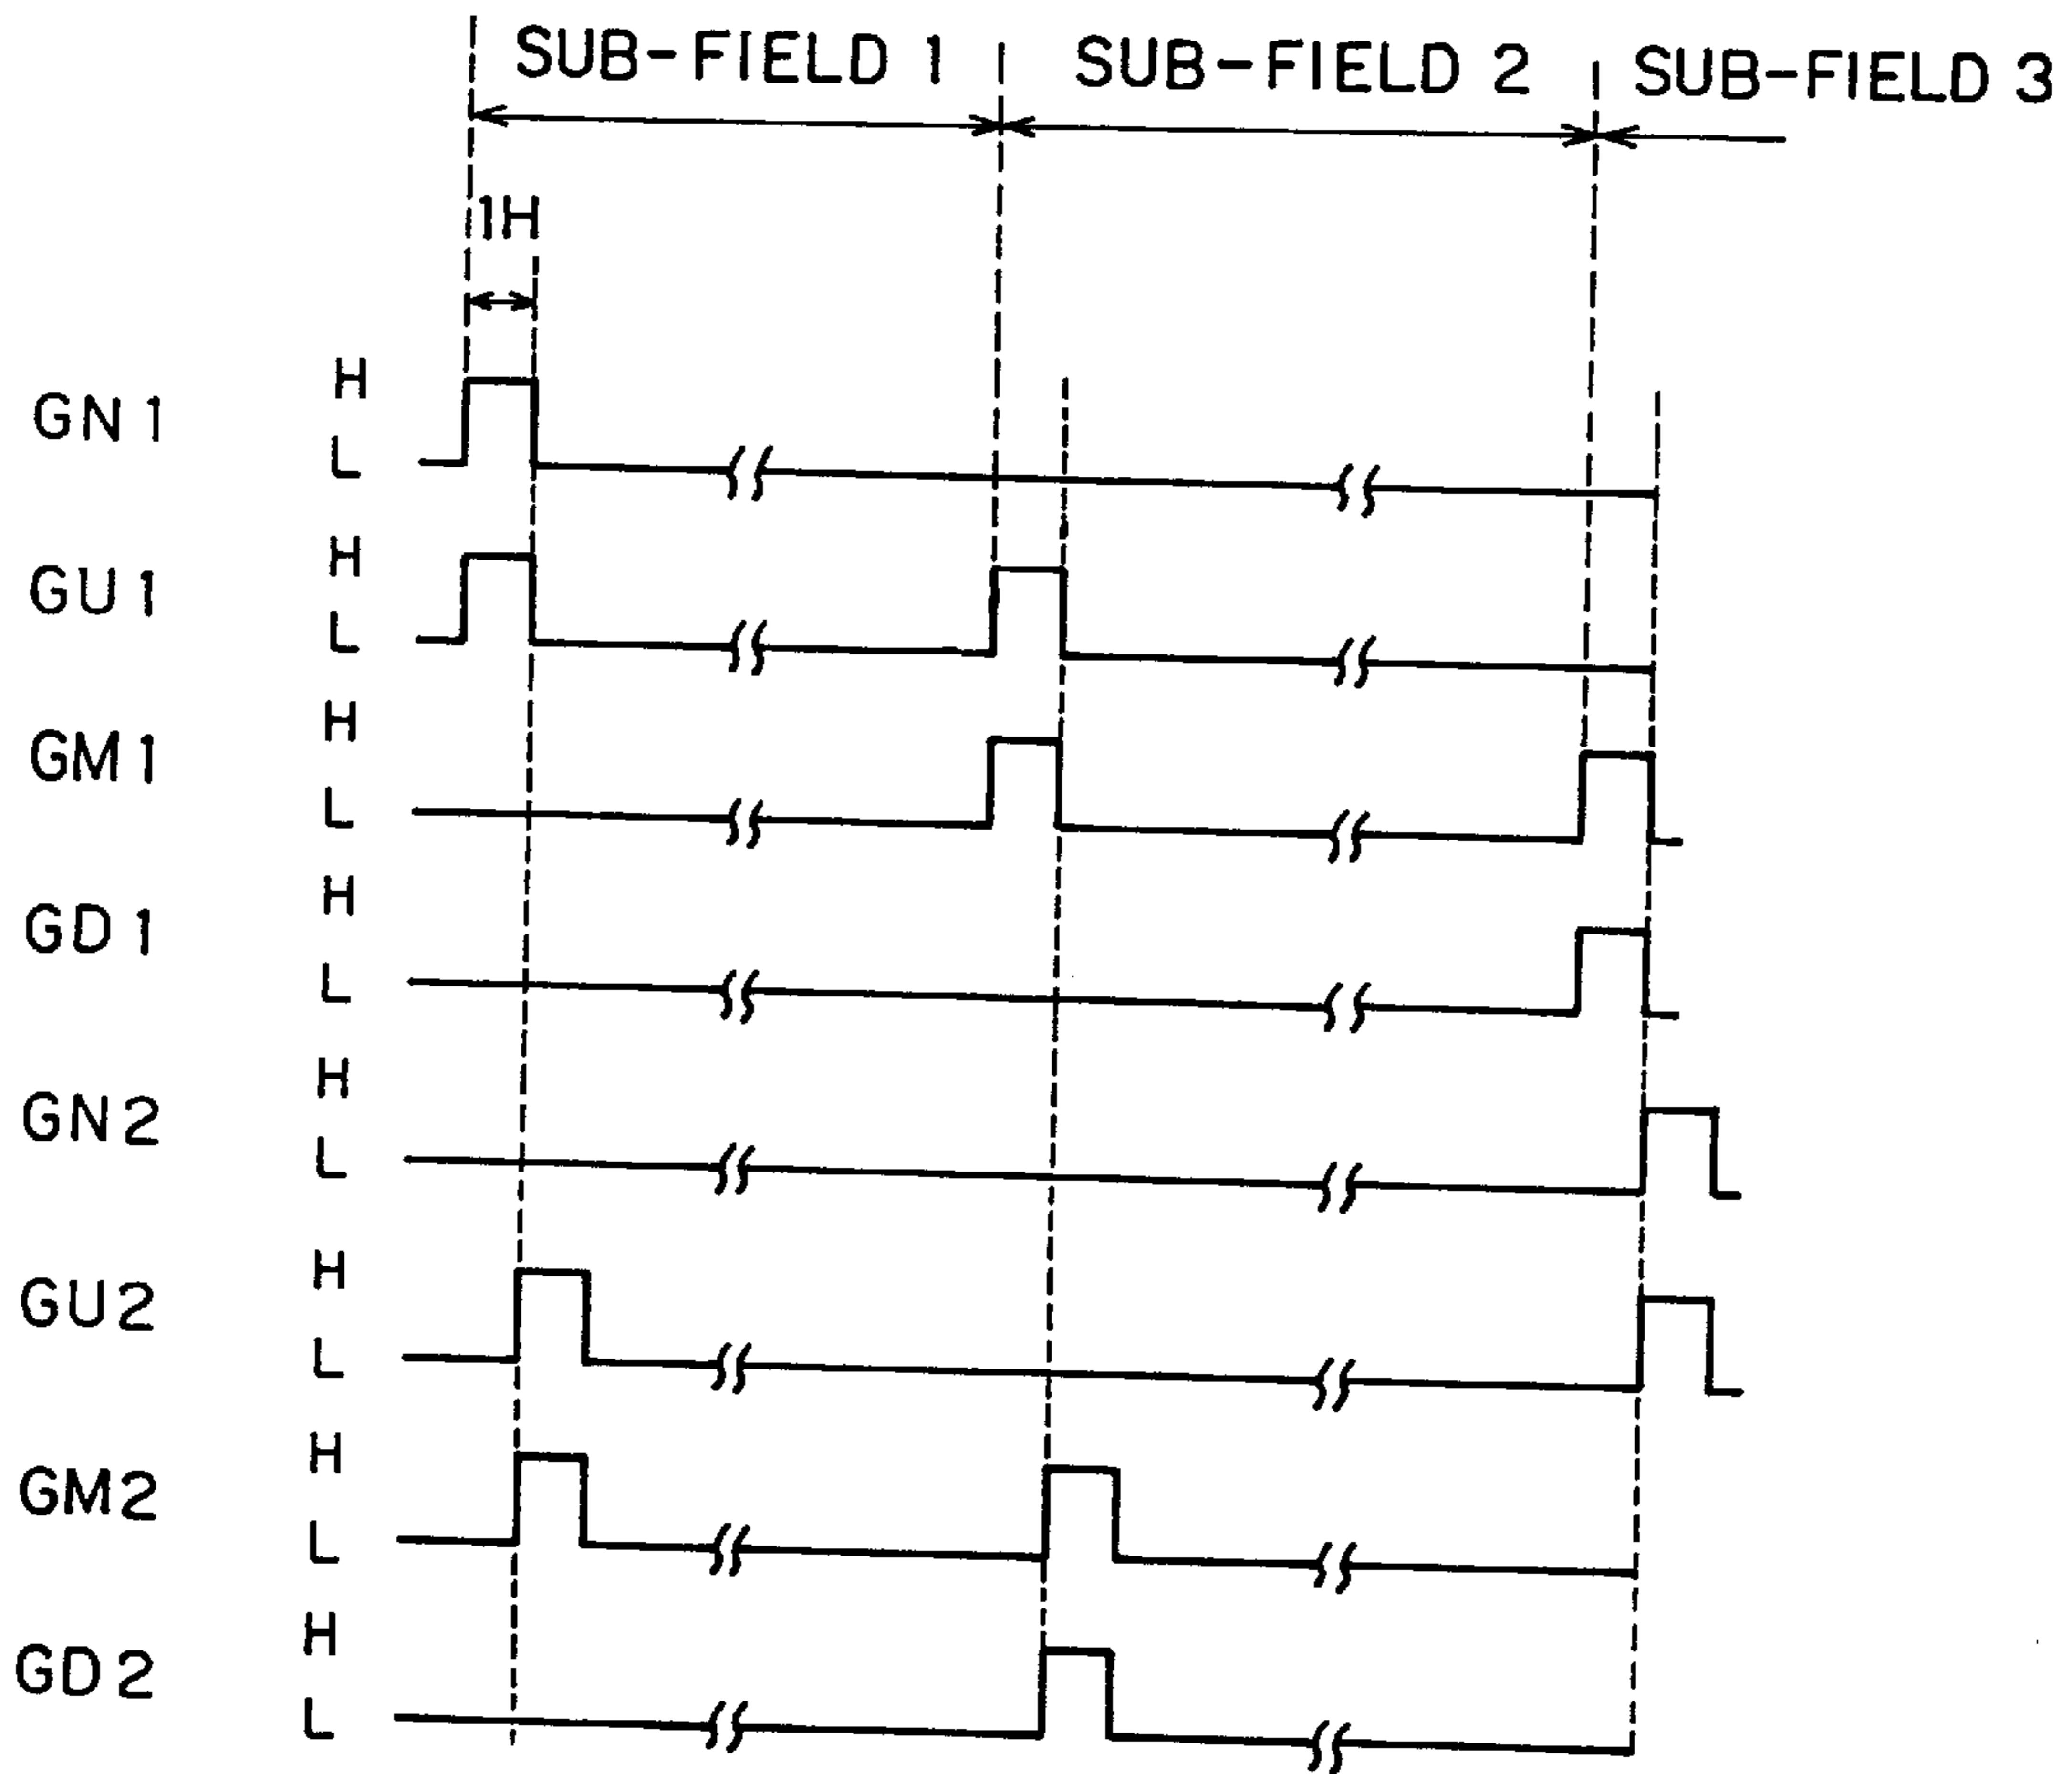 SUB-FIELD 1 SUB-FIELD 2 SUB-FIELD 3
1H
GN1 H L
GU1 H L
GM1 H L
GD1 H L
GN2 H L
GU2 H L
GM2 H L
GD2 H L